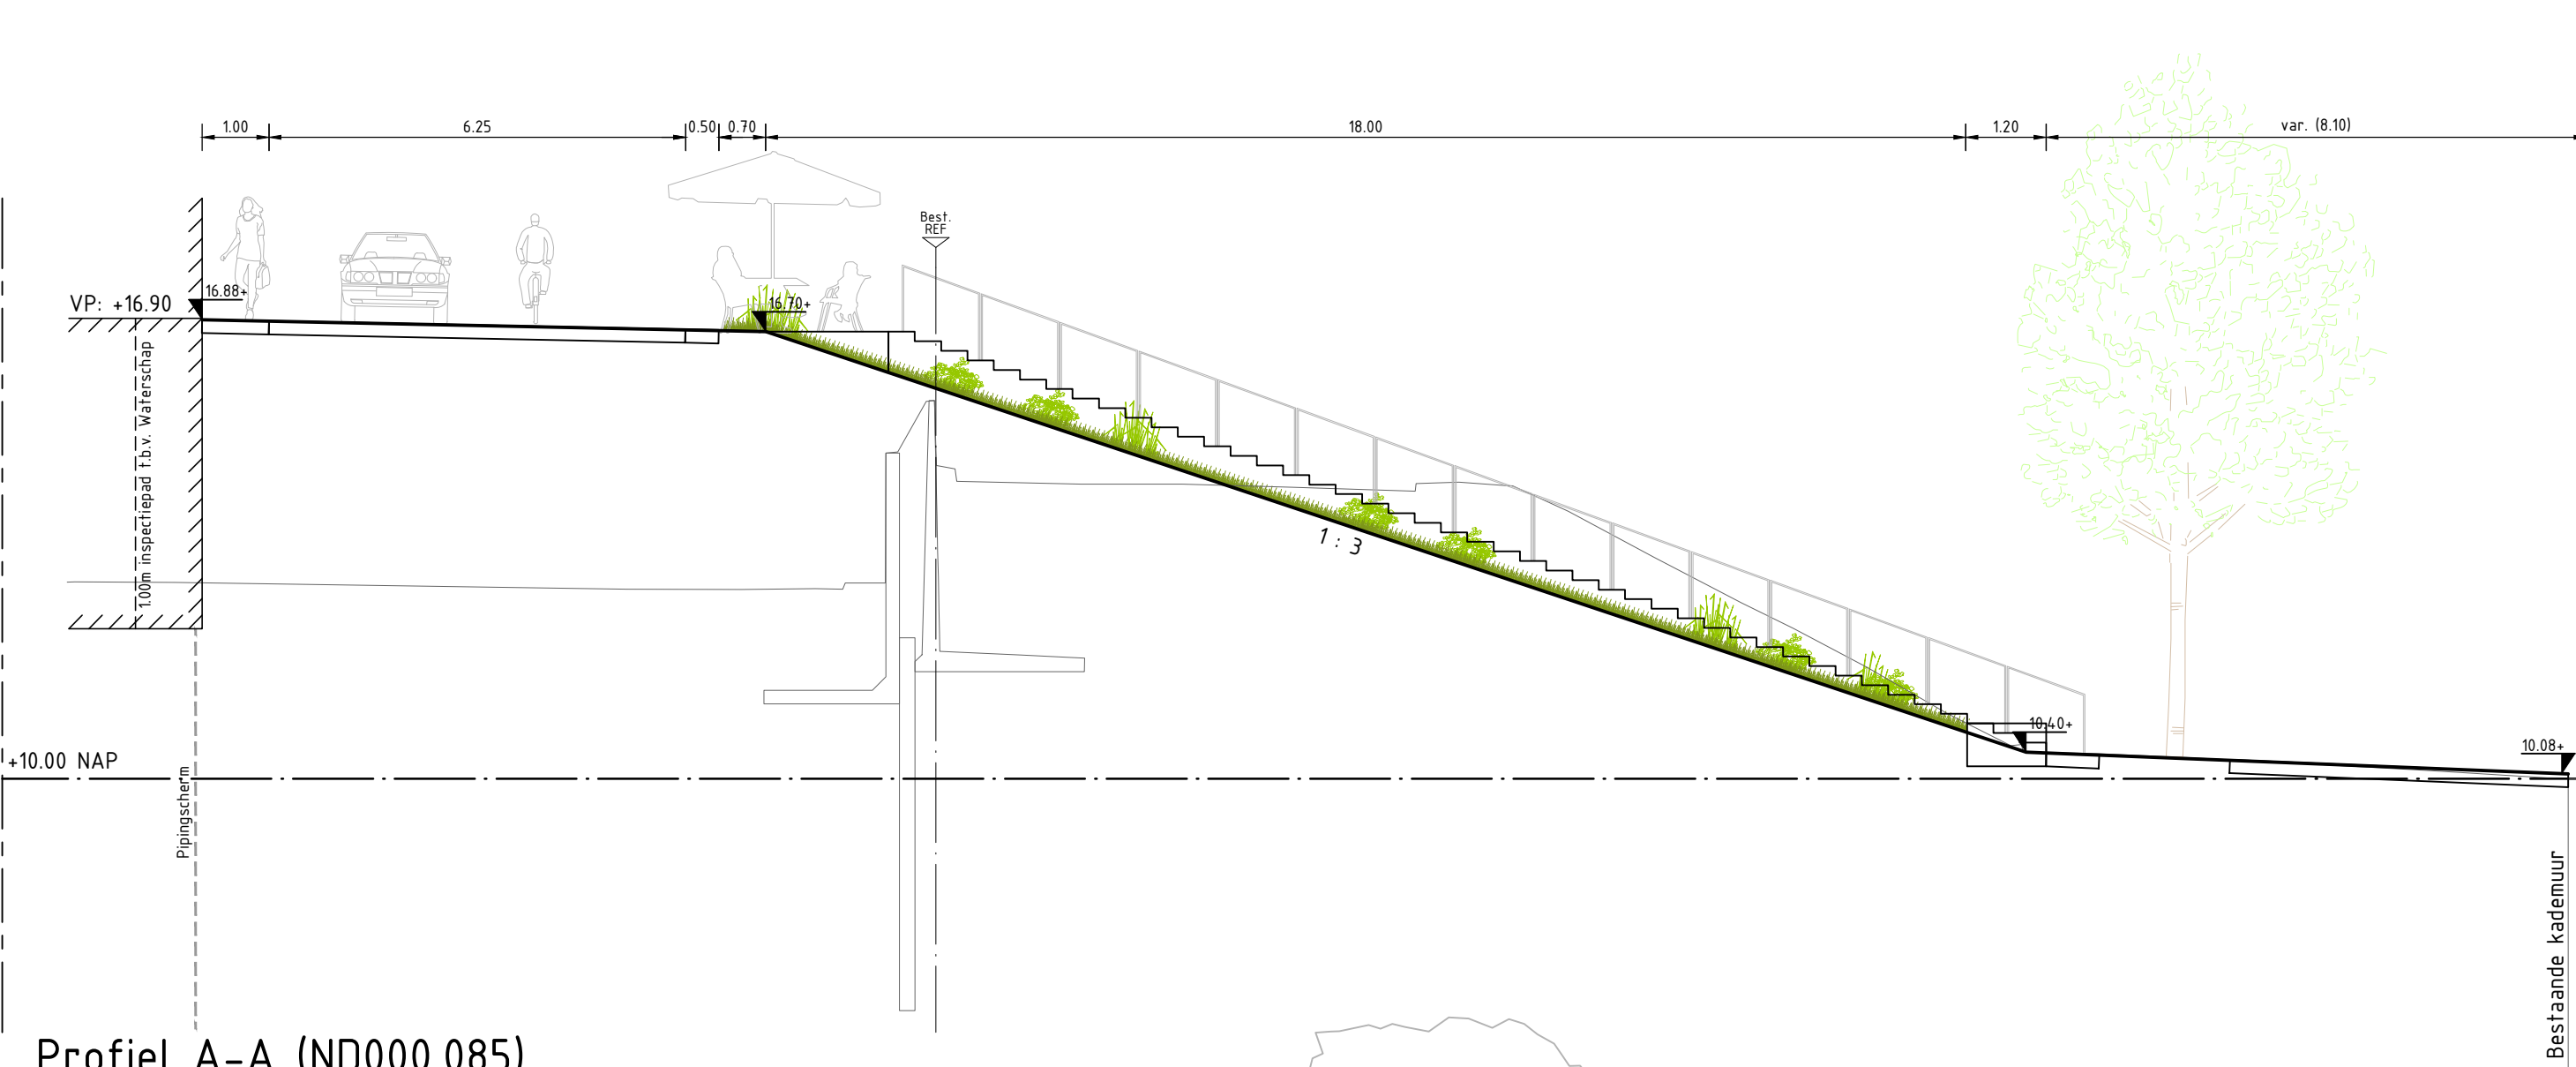 1.00
6.25
0.50
0.70
18.00
1.20
var. (8.10)
Best.
REF
VP: +16.90
16.88+
16.70+
1.00m inspectiepad t.b.v. Waterschap
1 : 3
10.40+
10.08+
+10.00 NAP
Pipingscherm
Bestaande kademuur
Profiel A-A (ND000.085)